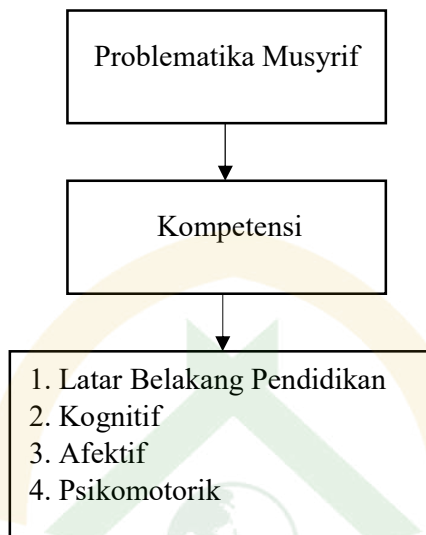 Problematika Musyrif
Kompetensi
1. Latar Belakang Pendidikan
2. Kognitif
3. Afektif
4. Psikomotorik